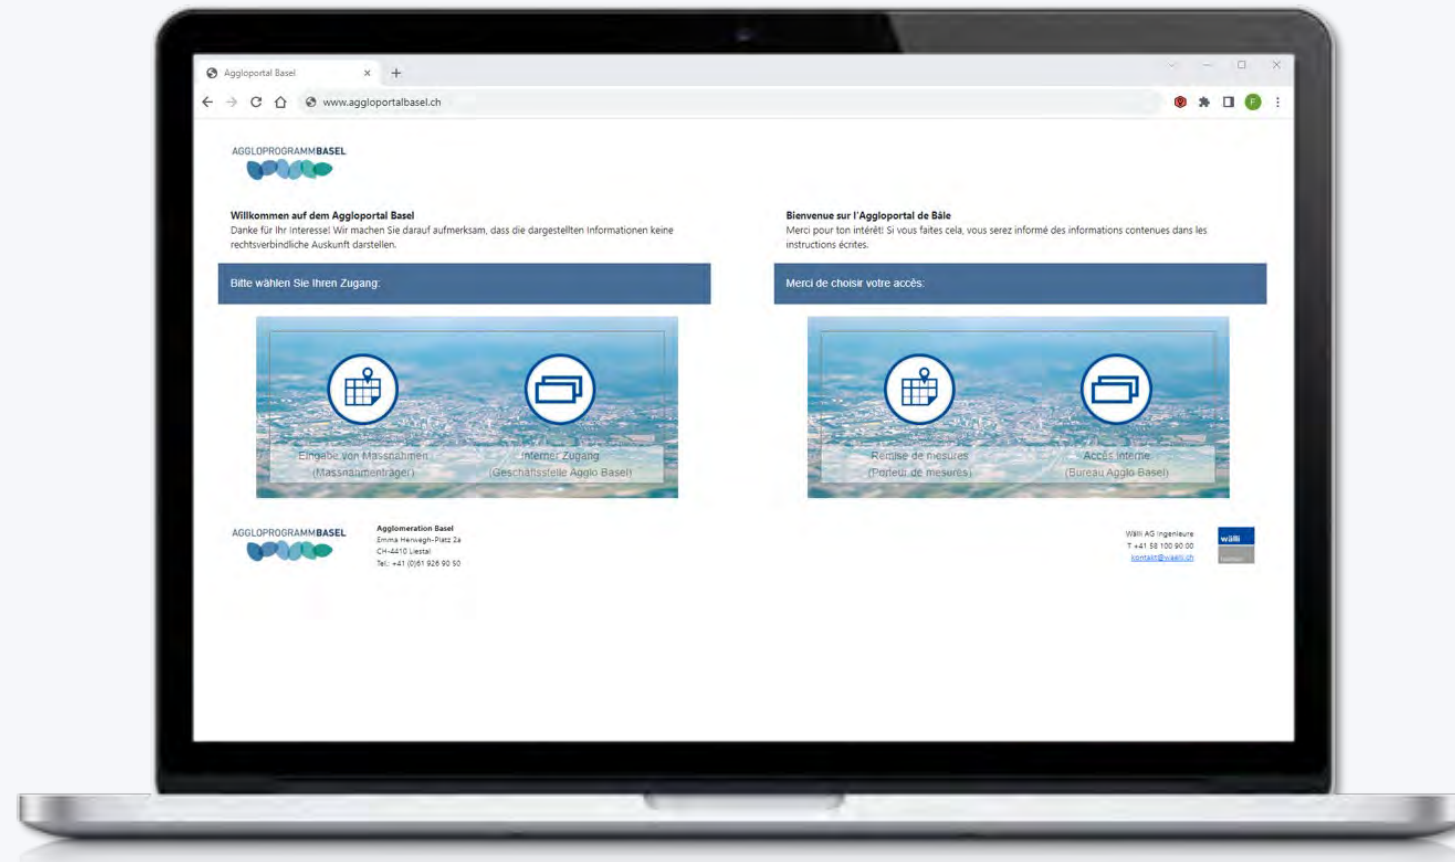 Aggloportal Basel
www.aggloportalbasel.ch
F
AGGLOPROGRAMMBASEL
Willkommen auf dem Aggloportal Basel
Danke für Ihr Interesse! Wir machen Sie darauf aufmerksam, dass die dargestellten Informationen keine
rechtsverbindliche Auskunft darstellen.
Bitte wählen Sie Ihren Zugang:
Eingabe von Massnahmen
(Massnahmenträger)
Interner Zugang
(Geschäftsstelle Agglo Basel)
Bienvenue sur l'Aggloportal de Bâle
Merci pour ton intérêt! Si vous faites cela, vous serez informé des informations contenues dans les
instructions écrites.
Merci de choisir votre accès:
Remise de mesures
(Porteur de mesures)
Accès interne
(Bureau Agglo Basel)
AGGLOPROGRAMMBASEL
Agglomeration Basel
Emma Herwegh-Platz 2a
CH-4410 Liestal
Tel.: +41 (0)61 926 90 50
Wälli AG Ingenieure
T +41 58 100 90 00
kontakt@waelli.ch
wälli